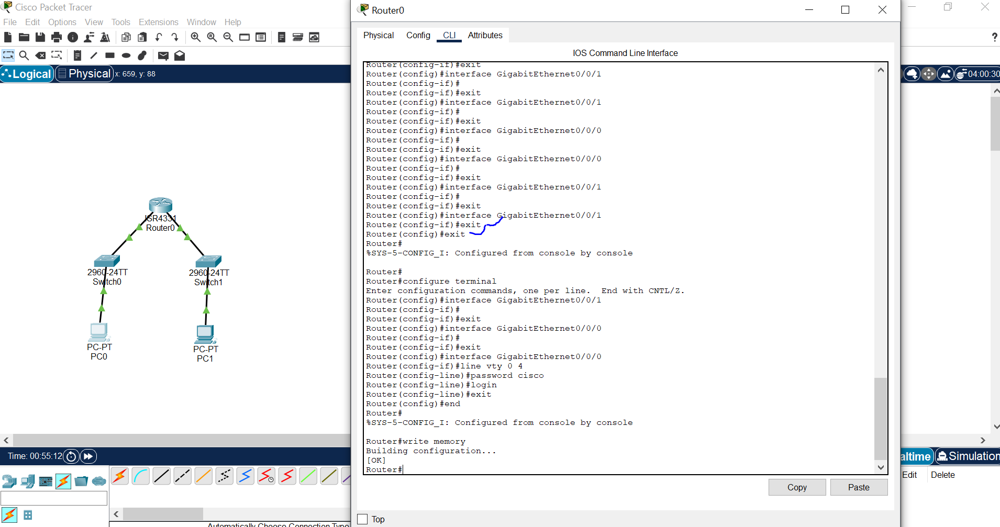 Cisco Packet Tracer
File Edit Options View Tools Extensions Window Help
Logical Physical x: 659, y: 88
ISR4331
Router0
2960-24TT
Switch0
2960-24TT
Switch1
PC-PT
PC0
PC-PT
PC1
Time: 00:55:12
Automatically Choose Connection Type
Router0
Physical Config CLI Attributes
IOS Command Line Interface
Router(config-if)#exit
Router(config)#interface GigabitEthernet0/0/1
Router(config-if)#
Router(config-if)#exit
Router(config)#interface GigabitEthernet0/0/1
Router(config-if)#
Router(config-if)#exit
Router(config)#interface GigabitEthernet0/0/0
Router(config-if)#
Router(config-if)#exit
Router(config)#interface GigabitEthernet0/0/0
Router(config-if)#
Router(config-if)#exit
Router(config)#interface GigabitEthernet0/0/1
Router(config-if)#
Router(config-if)#exit
Router(config)#interface GigabitEthernet0/0/1
Router(config-if)#exit
Router(config)#exit
Router#
%SYS-5-CONFIG_I: Configured from console by console
Router#
Router#configure terminal
Enter configuration commands, one per line. End with CNTL/Z.
Router(config)#interface GigabitEthernet0/0/1
Router(config-if)#
Router(config-if)#exit
Router(config)#interface GigabitEthernet0/0/0
Router(config-if)#
Router(config-if)#exit
Router(config)#interface GigabitEthernet0/0/0
Router(config-if)#line vty 0 4
Router(config-line)#password cisco
Router(config-line)#login
Router(config-line)#exit
Router(config)#end
Router#
%SYS-5-CONFIG_I: Configured from console by console
Router#write memory
Building configuration...
[OK]
Router#
Copy Paste
Top
?
04:00:30
altime Simulation
Edit Delete